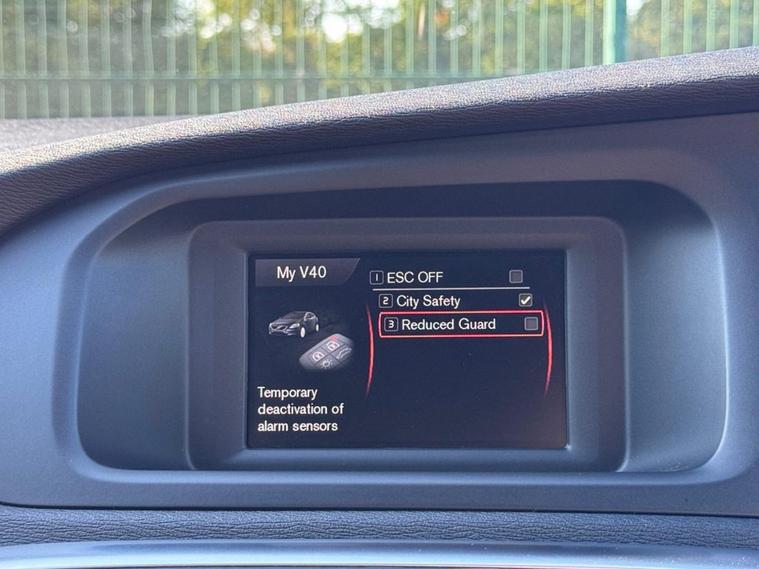 My V40
1 ESC OFF
2 City Safety
3 Reduced Guard
Temporary
deactivation of
alarm sensors